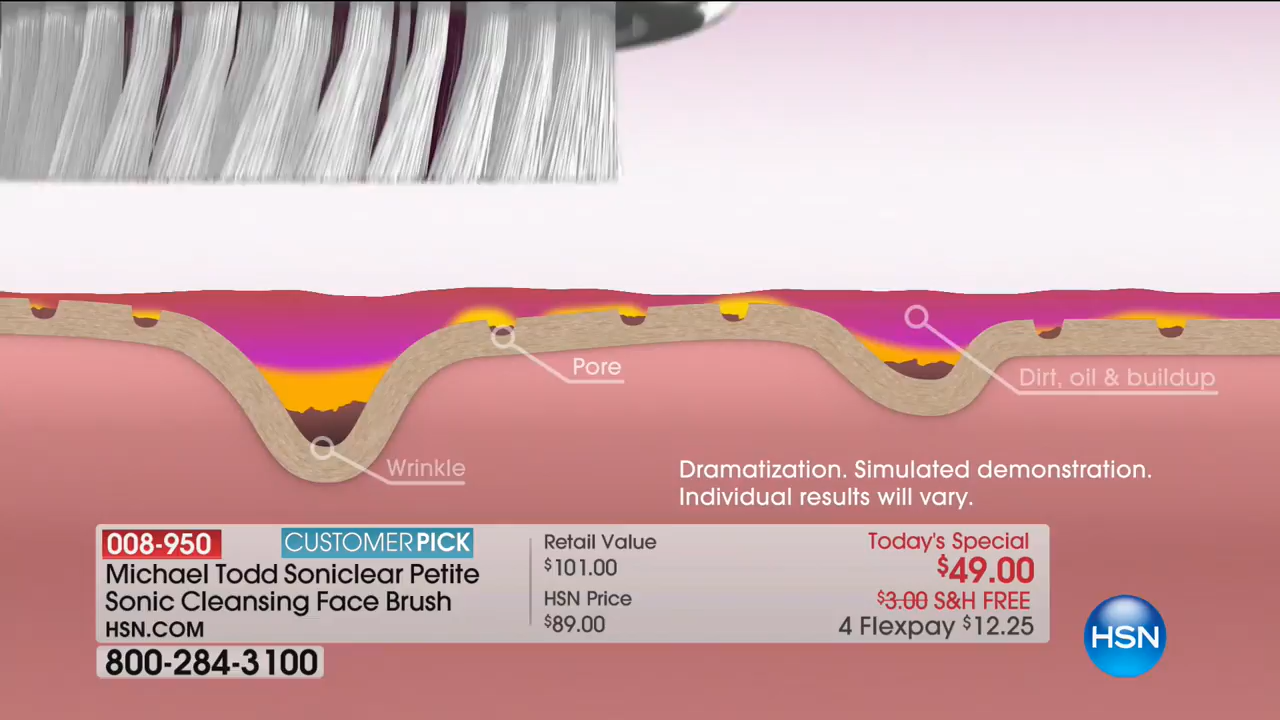 Pore
Dirt, oil & buildup
Wrinkle
Dramatization. Simulated demonstration.
Individual results will vary.
008-950
CUSTOMERPICK
Michael Todd Soniclear Petite
Sonic Cleansing Face Brush
HSN.COM
800-284-3100
Retail Value
$101.00
HSN Price
$89.00
Today's Special
$49.00
$3.00 S&H FREE
4 Flexpay $12.25
HSN